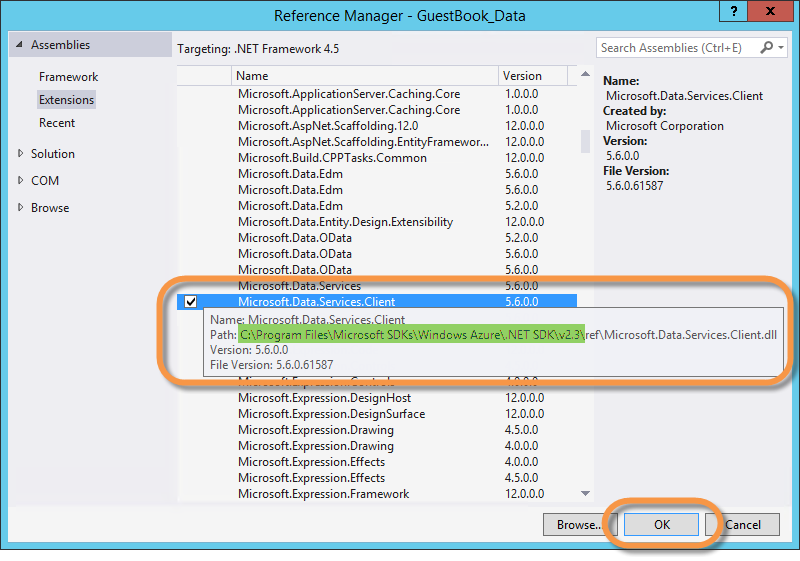 Reference Manager - GuestBook_Data
? X
Assemblies
Framework
Extensions
Recent
Solution
COM
Browse
Targeting: .NET Framework 4.5
Search Assemblies (Ctrl+E)
Name Version
Microsoft.ApplicationServer.Caching.Core 1.0.0.0
Microsoft.ApplicationServer.Caching.Core 1.0.0.0
Microsoft.AspNet.Scaffolding.12.0 12.0.0.0
Microsoft.AspNet.Scaffolding.EntityFramewor... 12.0.0.0
Microsoft.Build.CPPTasks.Common 12.0.0.0
Microsoft.Data.Edm 5.6.0.0
Microsoft.Data.Edm 5.6.0.0
Microsoft.Data.Edm 5.2.0.0
Microsoft.Data.Entity.Design.Extensibility 12.0.0.0
Microsoft.Data.OData 5.2.0.0
Microsoft.Data.OData 5.6.0.0
Microsoft.Data.OData 5.6.0.0
Microsoft.Data.Services 5.6.0.0
Microsoft.Data.Services.Client 5.6.0.0
Name: Microsoft.Data.Services.Client
Path: C:\Program Files\Microsoft SDKs\Windows Azure\.NET SDK\v2.3\ref\Microsoft.Data.Services.Client.dll
Version: 5.6.0.0
File Version: 5.6.0.61587
Microsoft.Expression.Controls 4.0.0.0
Microsoft.Expression.DesignHost 12.0.0.0
Microsoft.Expression.DesignSurface 12.0.0.0
Microsoft.Expression.Drawing 4.5.0.0
Microsoft.Expression.Drawing 4.0.0.0
Microsoft.Expression.Effects 4.0.0.0
Microsoft.Expression.Effects 4.5.0.0
Microsoft.Expression.Framework 12.0.0.0
Name:
Microsoft.Data.Services.Client
Created by:
Microsoft Corporation
Version:
5.6.0.0
File Version:
5.6.0.61587
Browse... OK Cancel